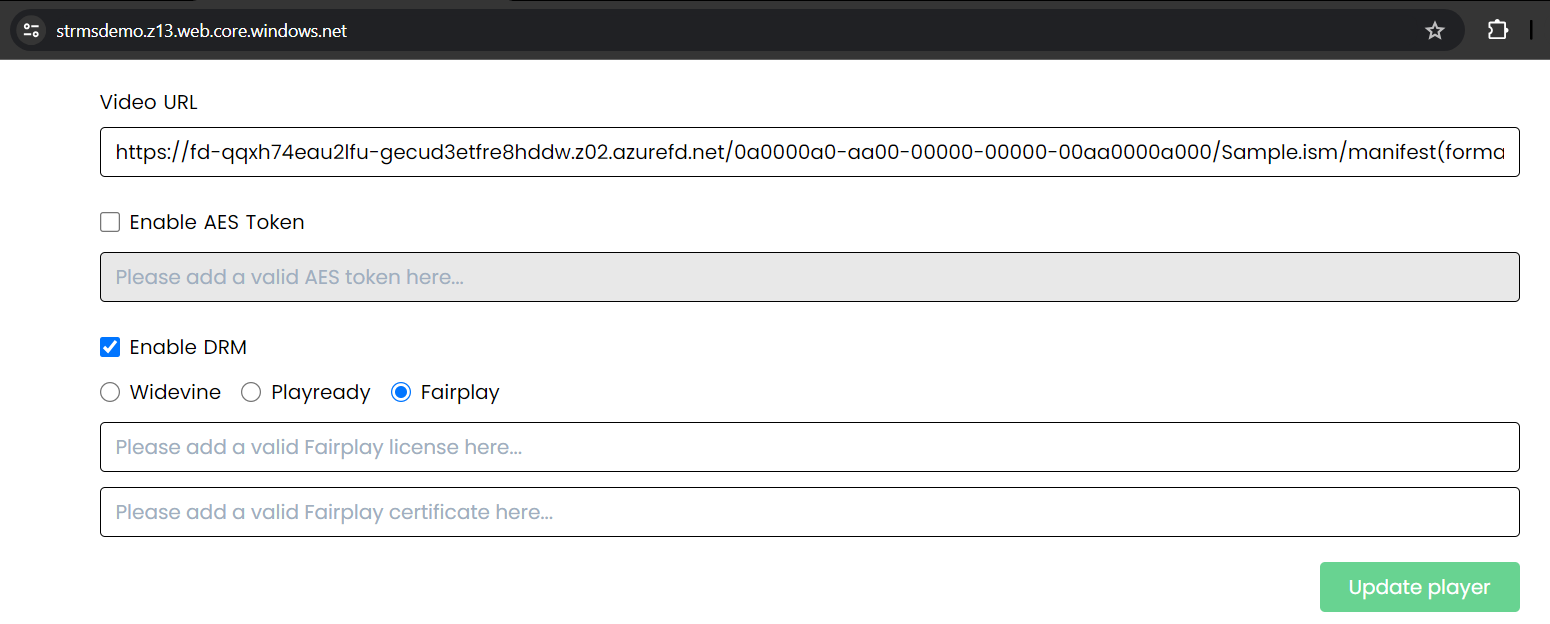 strmsdemo.z13.web.core.windows.net
Video URL
https://fd-qqxh74eau2lfu-gecud3etfre8hddw.z02.azurefd.net/0a0000a0-aa00-00000-00000-00aa0000a000/Sample.ism/manifest(forma
Enable AES Token
Please add a valid AES token here...
Enable DRM
Widevine Playready Fairplay
Please add a valid Fairplay license here...
Please add a valid Fairplay certificate here...
Update player